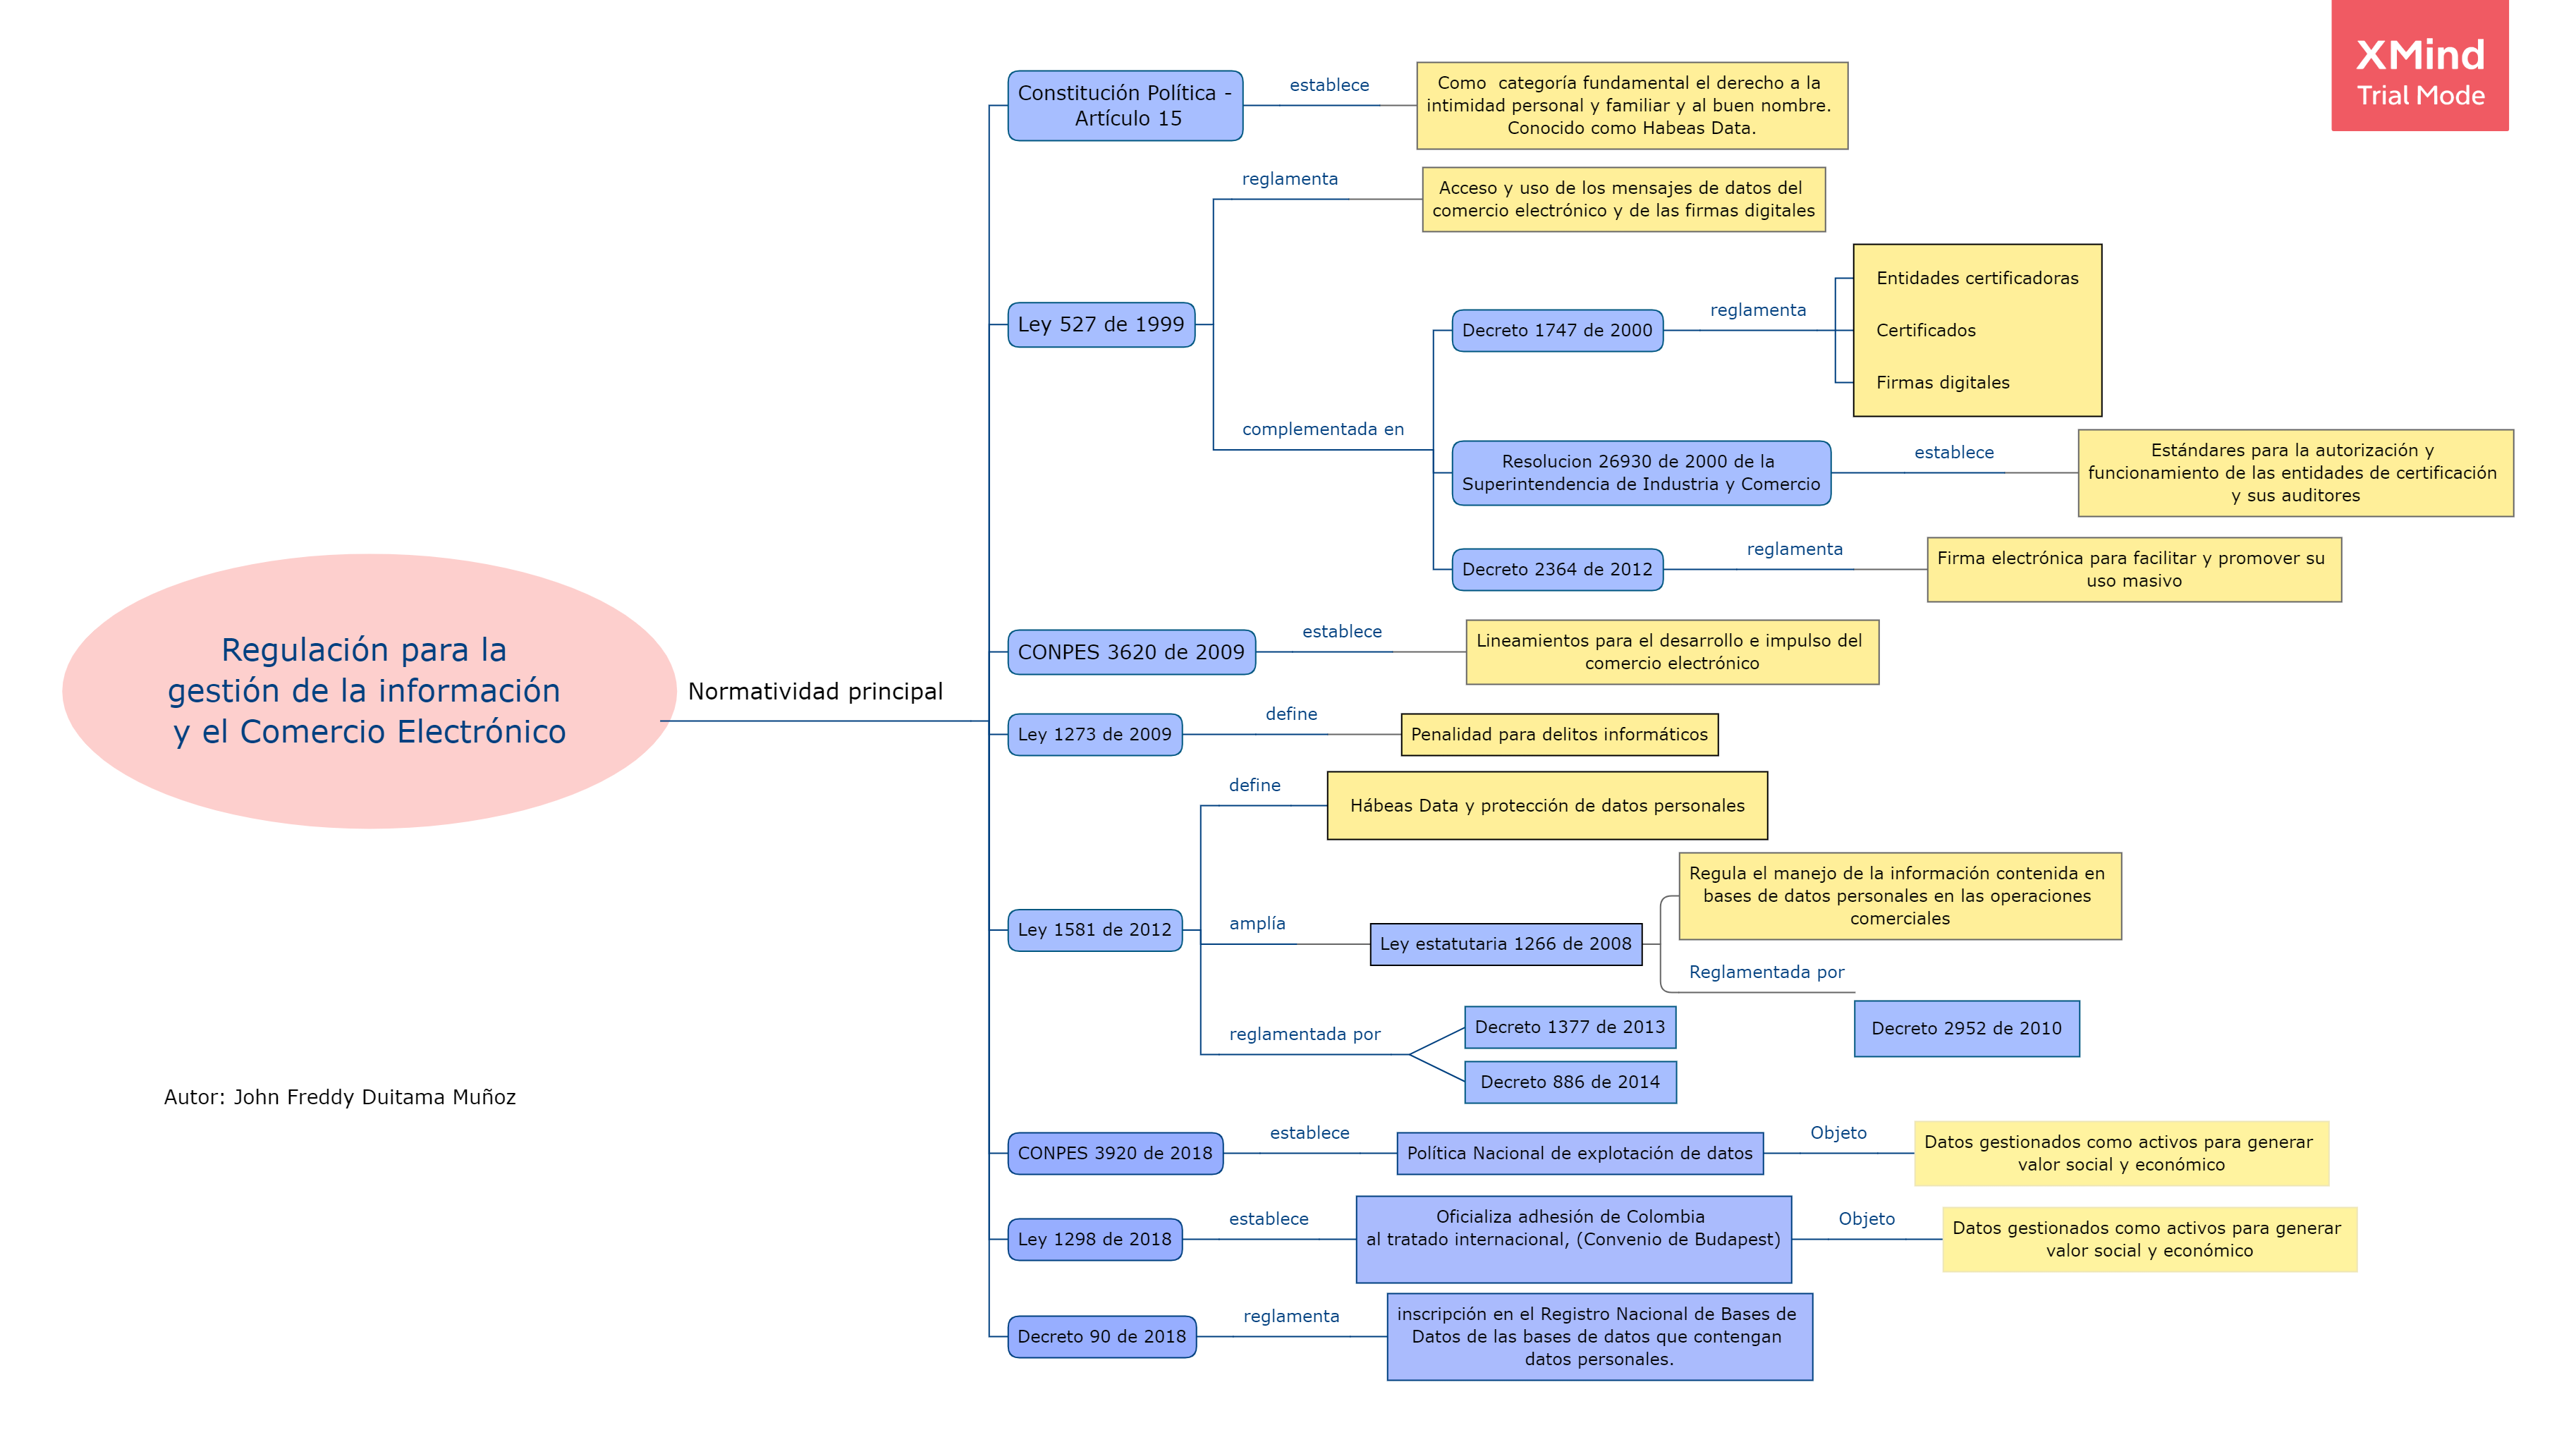 XMind
Trial Mode
Constitución Política -
Artículo 15
establece
Como categoría fundamental el derecho a la
intimidad personal y familiar y al buen nombre.
Conocido como Habeas Data.
Ley 527 de 1999
reglamenta
Acceso y uso de los mensajes de datos del
comercio electrónico y de las firmas digitales
complementada en
Decreto 1747 de 2000
reglamenta
Entidades certificadoras
Certificados
Firmas digitales
Resolucion 26930 de 2000 de la
Superintendencia de Industria y Comercio
establece
Estándares para la autorización y
funcionamiento de las entidades de certificación
y sus auditores
Decreto 2364 de 2012
reglamenta
Firma electrónica para facilitar y promover su
uso masivo
Regulación para la
gestión de la información
y el Comercio Electrónico
Normatividad principal
CONPES 3620 de 2009
establece
Lineamientos para el desarrollo e impulso del
comercio electrónico
Ley 1273 de 2009
define
Penalidad para delitos informáticos
Ley 1581 de 2012
define
Hábeas Data y protección de datos personales
amplía
Ley estatutaria 1266 de 2008
Regula el manejo de la información contenida en
bases de datos personales en las operaciones
comerciales
Reglamentada por
Decreto 2952 de 2010
reglamentada por
Decreto 1377 de 2013
Decreto 886 de 2014
Autor: John Freddy Duitama Muñoz
CONPES 3920 de 2018
establece
Política Nacional de explotación de datos
Objeto
Datos gestionados como activos para generar
valor social y económico
Ley 1298 de 2018
establece
Oficializa adhesión de Colombia
al tratado internacional, (Convenio de Budapest)
Objeto
Datos gestionados como activos para generar
valor social y económico
Decreto 90 de 2018
reglamenta
inscripción en el Registro Nacional de Bases de
Datos de las bases de datos que contengan
datos personales.